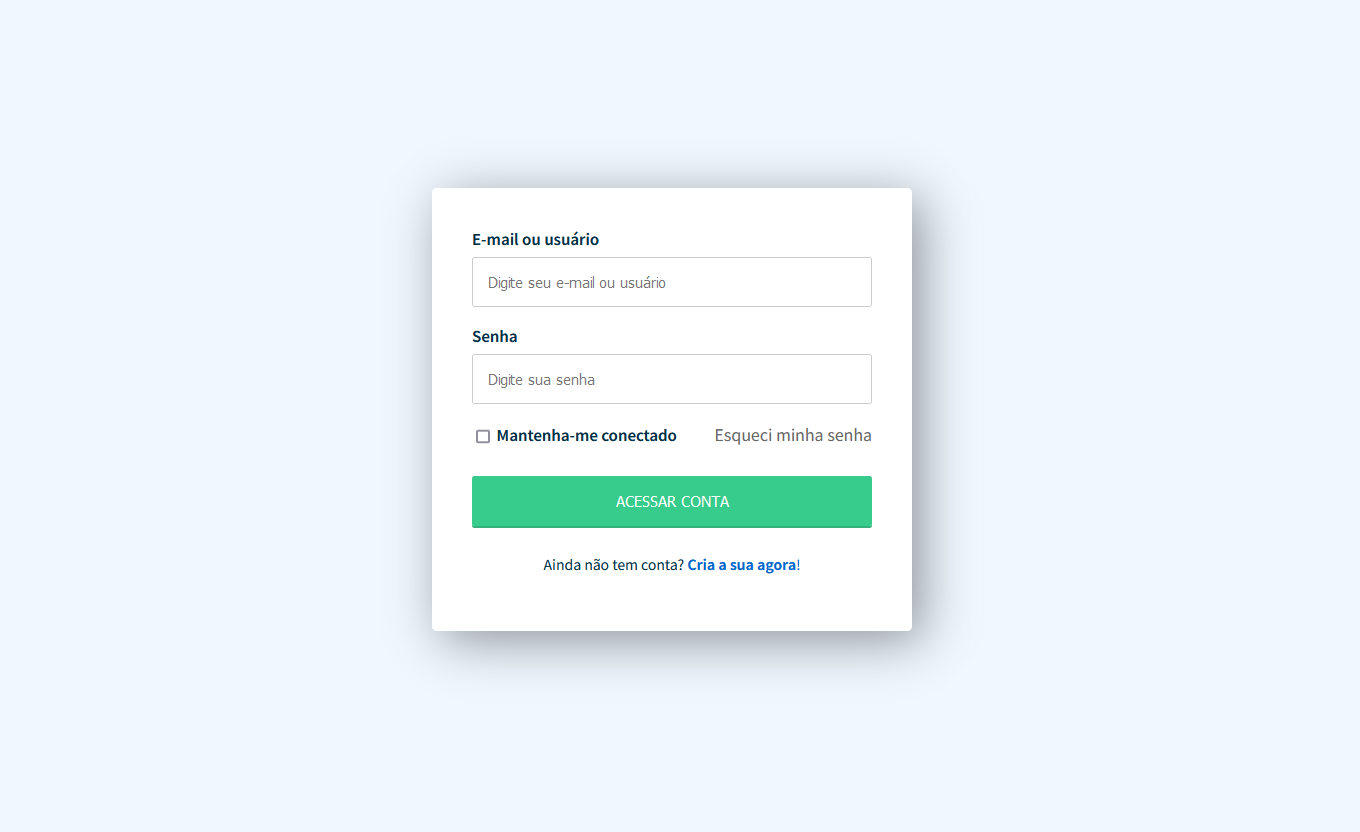 E-mail ou usuário
Digite seu e-mail ou usuário
Senha
Digite sua senha
Mantenha-me conectado Esqueci minha senha
ACESSAR CONTA
Ainda não tem conta? Cria a sua agora!